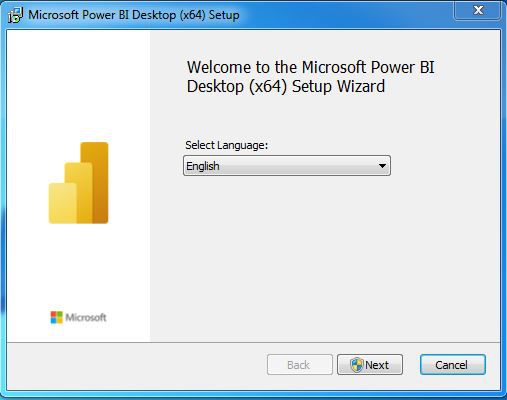 Microsoft Power BI Desktop (x64) Setup
Welcome to the Microsoft Power BI
Desktop (x64) Setup Wizard
Select Language:
English
Microsoft
Back
Next
Cancel